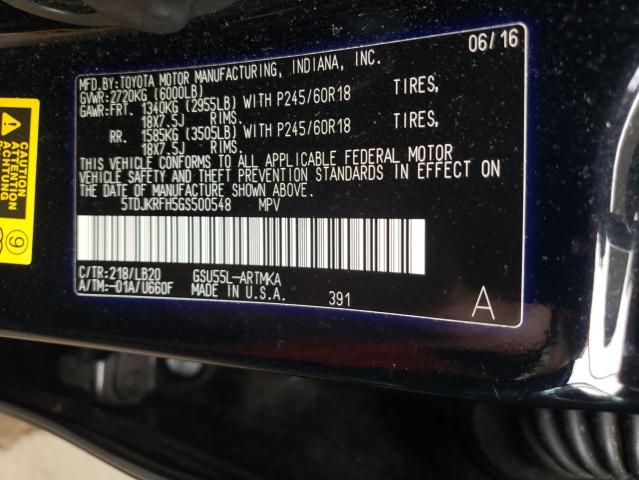 06/16
MFD.BY:TOYOTA MOTOR MANUFACTURING, INDIANA, INC.
GVWR:2720KG (6000LB)
GAWR:FRT. 1340KG (2955LB) WITH P245/60R18 TIRES,
18X7.5J RIMS.
RR. 1585KG (3505LB) WITH P245/60R18 TIRES,
18X7.5J RIMS.
THIS VEHICLE CONFORMS TO ALL APPLICABLE FEDERAL MOTOR
VEHICLE SAFETY AND THEFT PREVENTION STANDARDS IN EFFECT ON
THE DATE OF MANUFACTURE SHOWN ABOVE.
5TDJKRFH5GS500548 MPV
C/TR:218/LB20 GSU55L-ARTMKA
A/TM:-01A/U660F MADE IN U.S.A. 391 A
CAUTION
ATTENTION
9